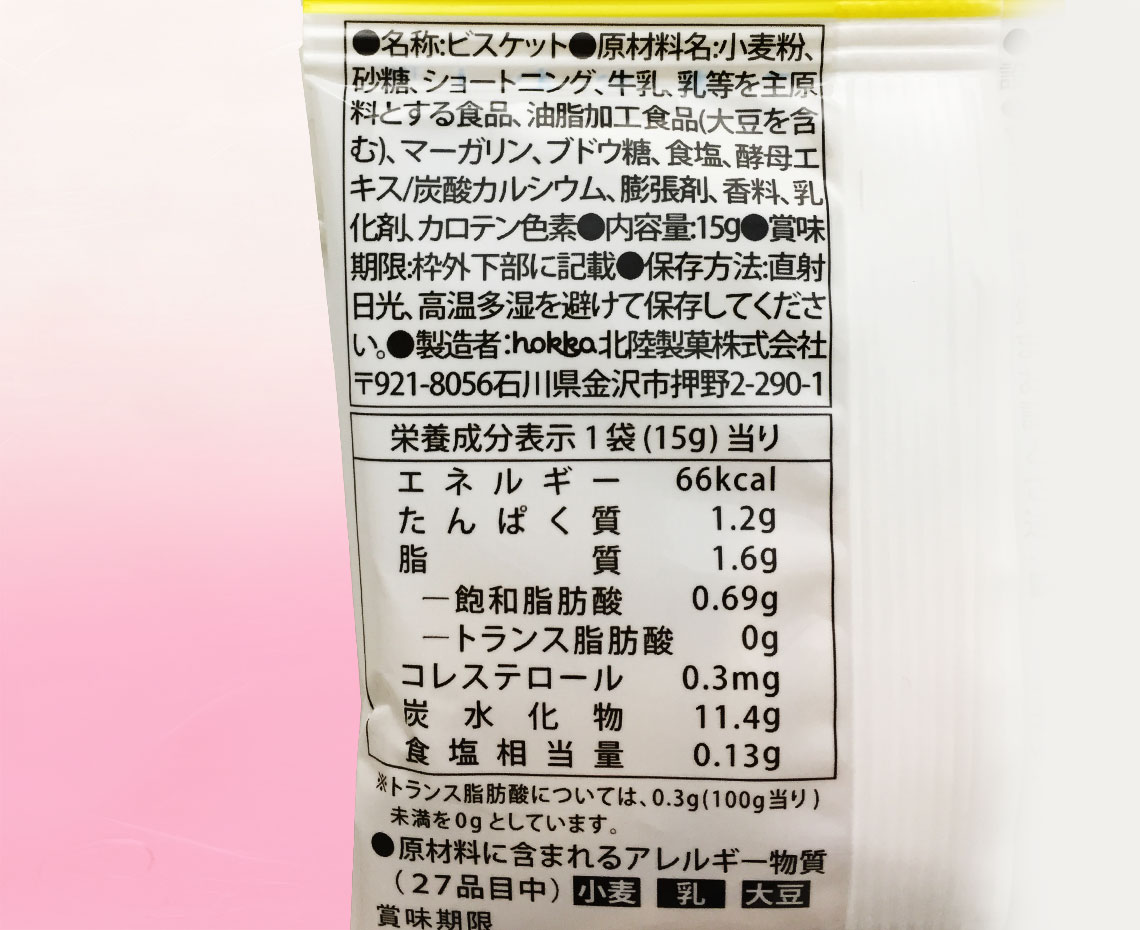 ●名称:ビスケット●原材料名:小麦粉、
砂糖、ショートニング、牛乳、乳等を主原
料とする食品、油脂加工食品(大豆を含
む)、マーガリン、ブドウ糖、食塩、酵母エ
キス/炭酸カルシウム、膨張剤、香料、乳
化剤、カロテン色素●内容量:15g●賞味
期限:枠外下部に記載●保存方法:直射
日光、高温多湿を避けて保存してくださ
い。●製造者:hokka北陸製菓株式会社
〒921-8056石川県金沢市押野2-290-1
栄養成分表示1袋(15g)当り
エネルギー 66kcal
たんぱく質 1.2g
脂質 1.6g
―飽和脂肪酸 0.69g
―トランス脂肪酸 0g
コレステロール 0.3mg
炭水化物 11.4g
食塩相当量 0.13g
※トランス脂肪酸については、0.3g(100g当り)
未満を0gとしています。
●原材料に含まれるアレルギー物質
(27品目中) 小麦 乳 大豆
賞味期限